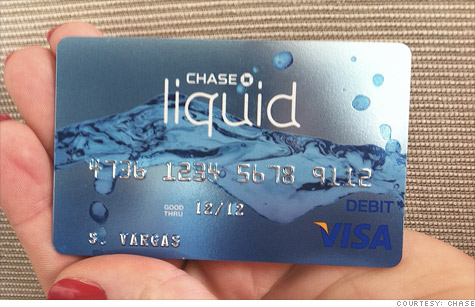 CHASE
liquid
4736 1234 5678 9112
GOOD THRU 12/12
DEBIT
S. VARGAS
VISA
COURTESY: CHASE